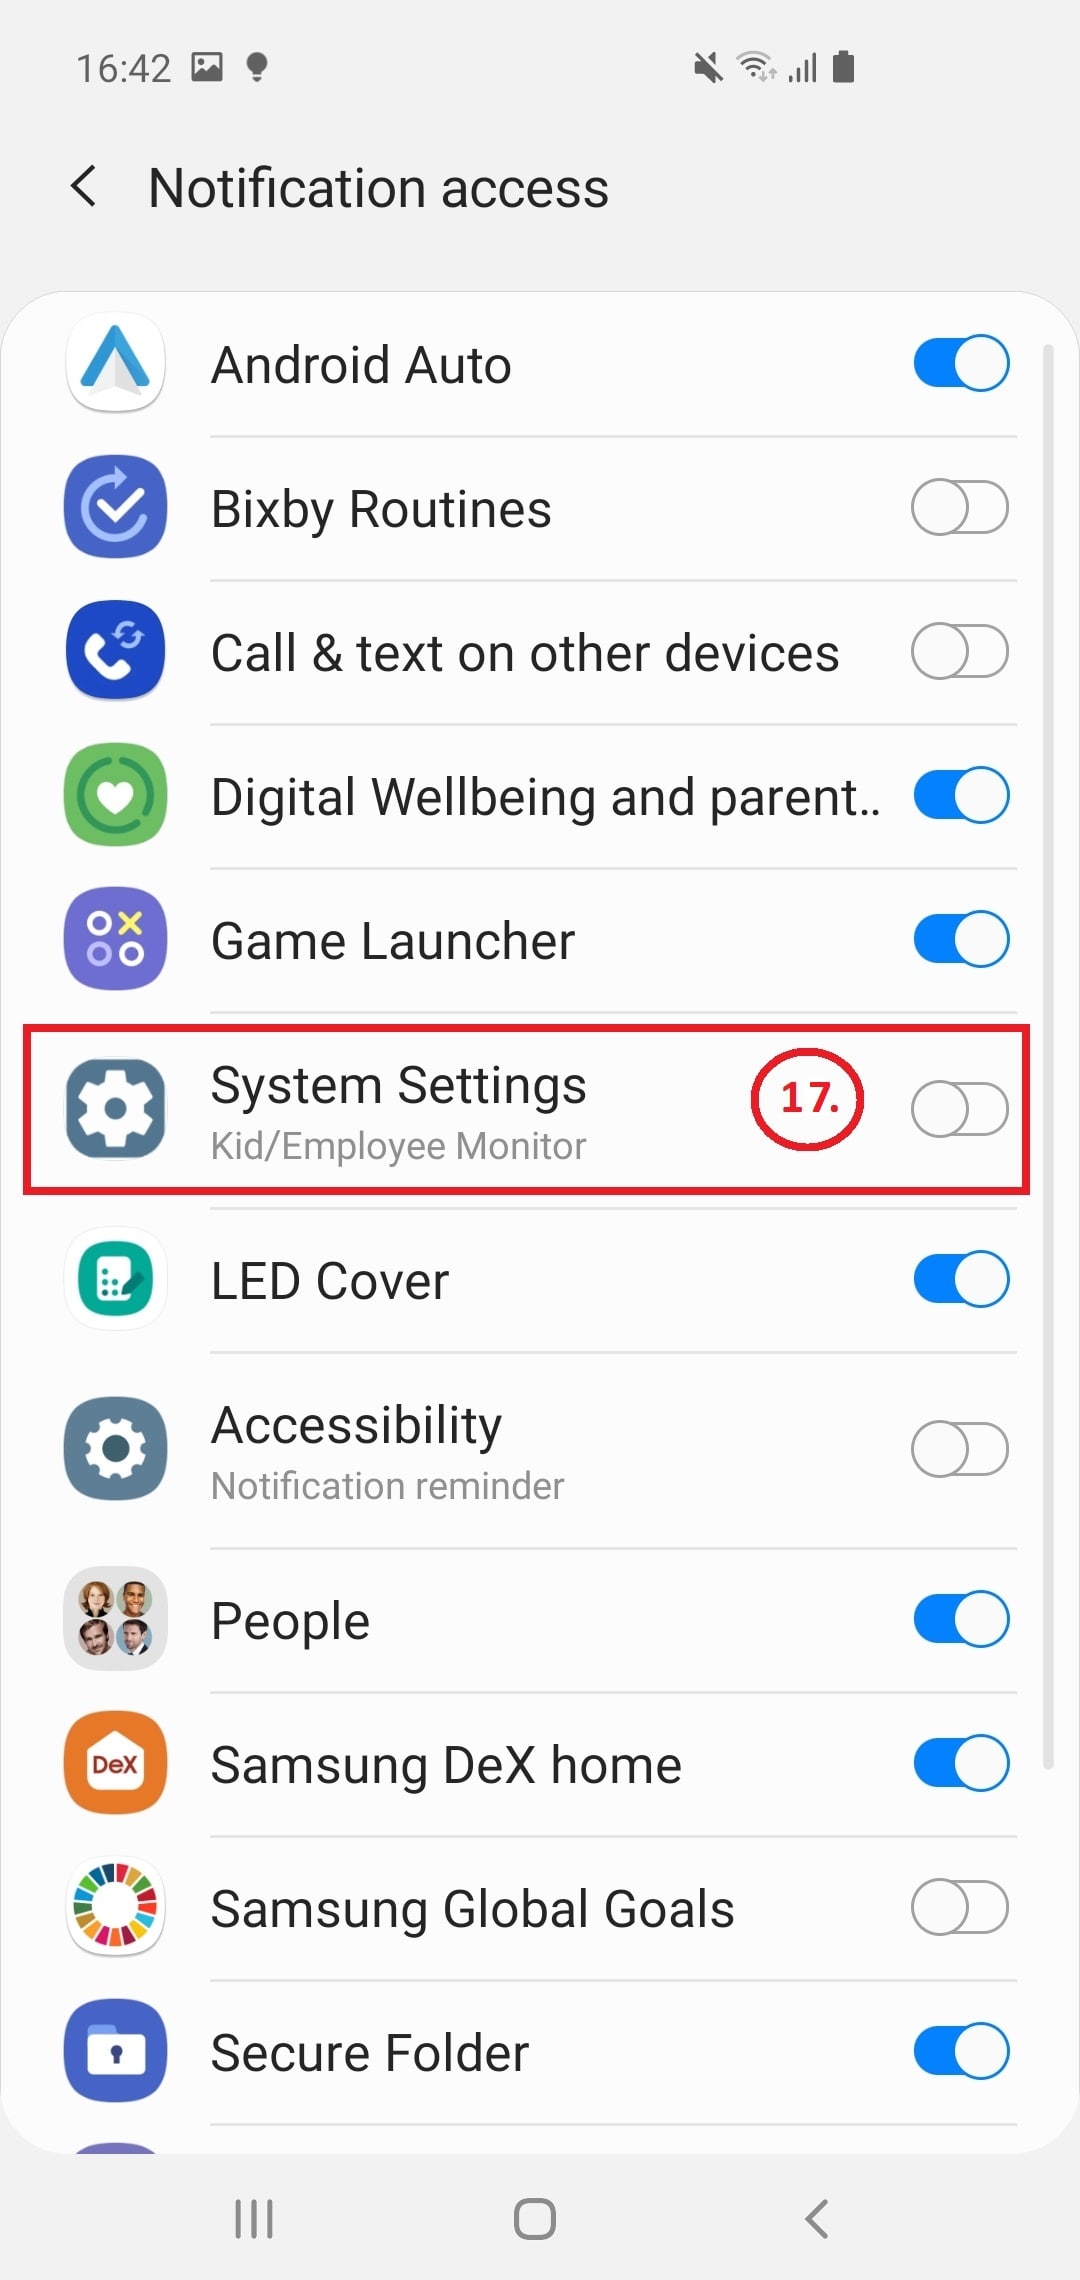 16:42
Notification access
Android Auto
Bixby Routines
Call & text on other devices
Digital Wellbeing and parent..
Game Launcher
System Settings
17.
Kid/Employee Monitor
LED Cover
Accessibility
Notification reminder
People
DeX
Samsung DeX home
Samsung Global Goals
Secure Folder